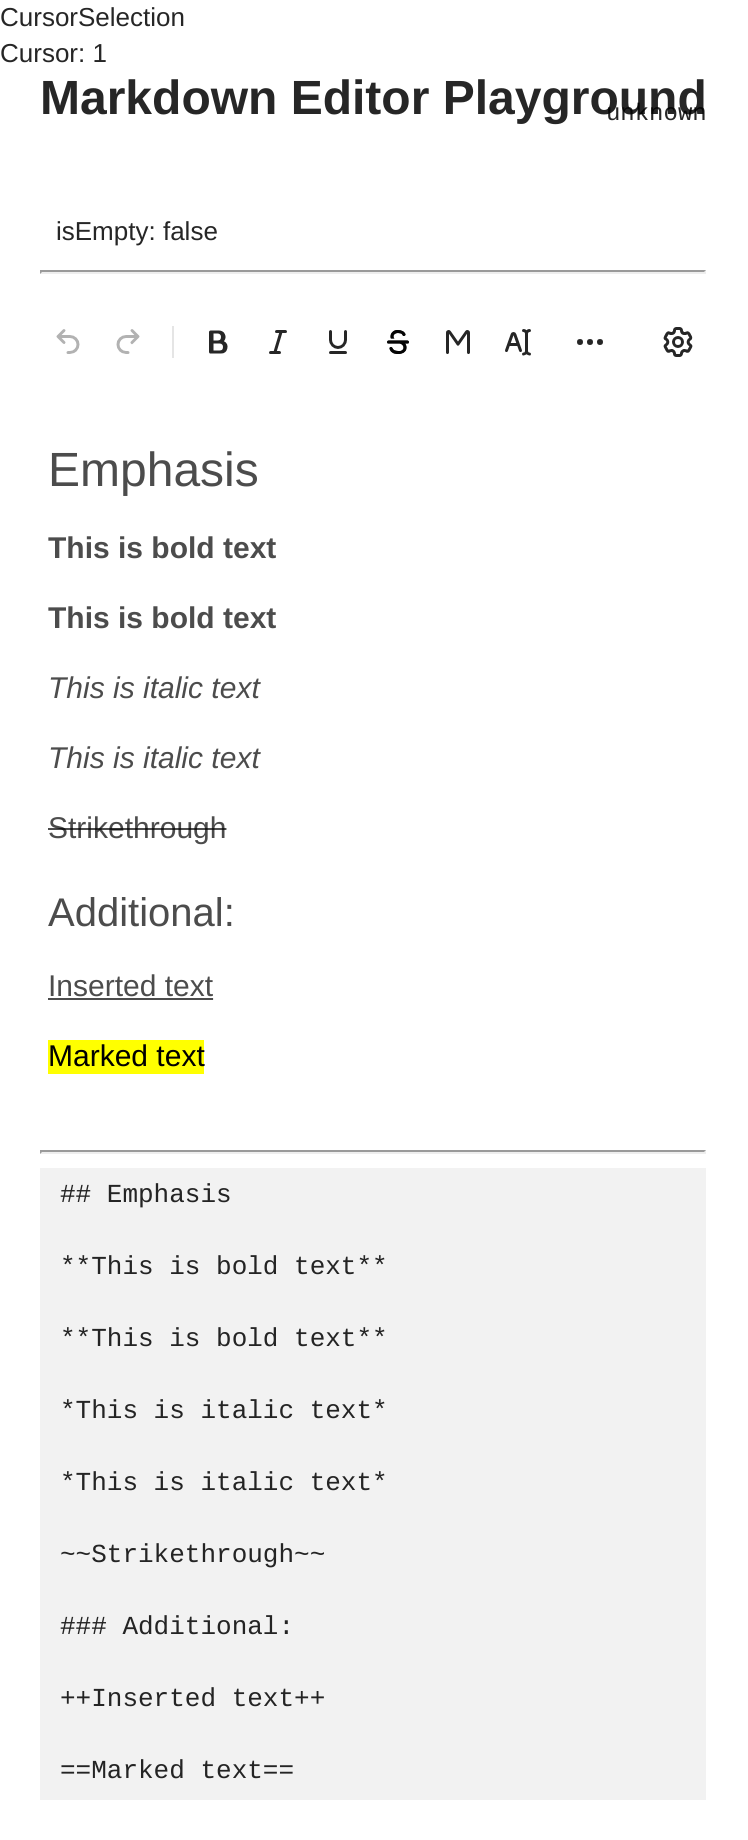 CursorSelection
Cursor: 1
Markdown Editor Playground
unknown
isEmpty: false
B I U S M A
Emphasis
This is bold text
This is bold text
This is italic text
This is italic text
Strikethrough
Additional:
Inserted text
Marked text
## Emphasis
**This is bold text**
**This is bold text**
*This is italic text*
*This is italic text*
~~Strikethrough~~
### Additional:
++Inserted text++
==Marked text==